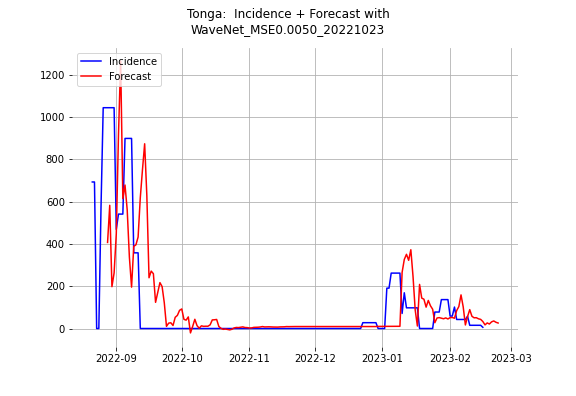 Tonga:  Incidence + Forecast with
WaveNet_MSE0.0050_20221023
Incidence
Forecast
1200
1000
800
600
400
200
0
2022-09 2022-10 2022-11 2022-12 2023-01 2023-02 2023-03